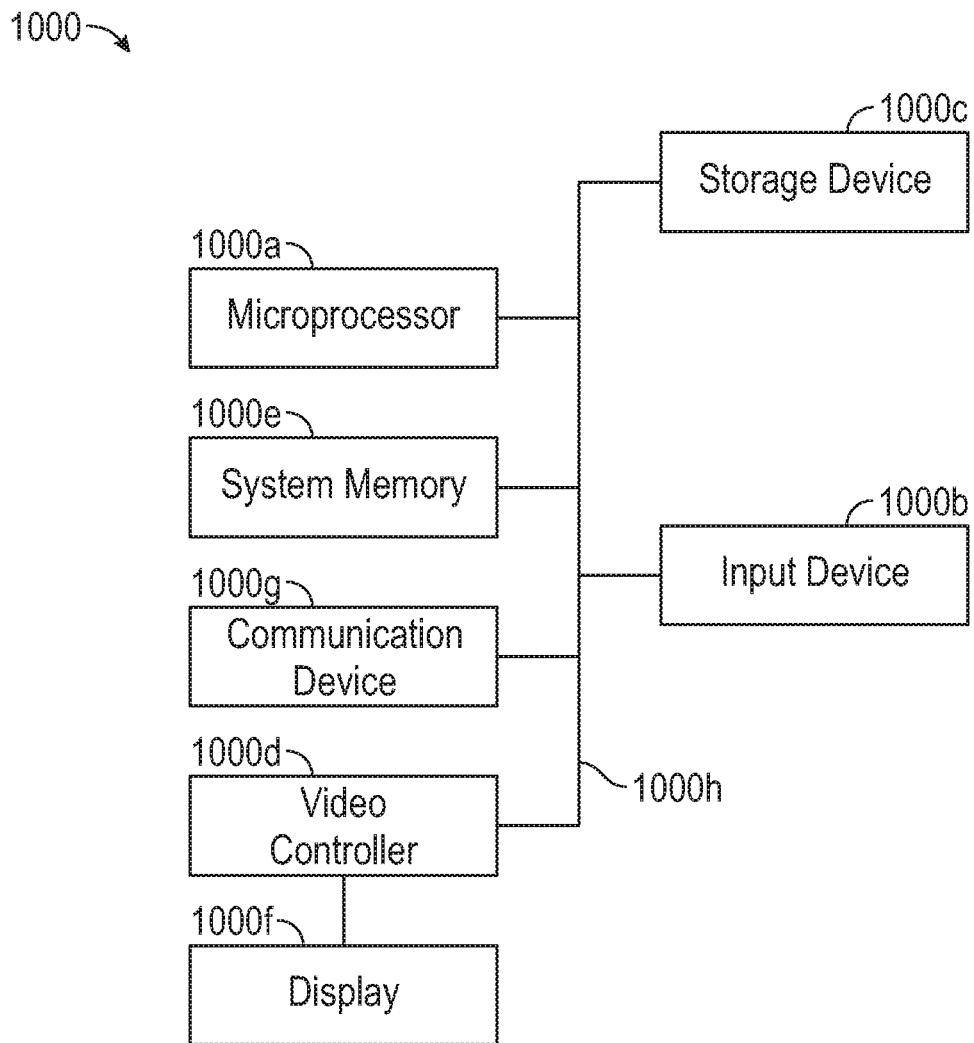 1000
1000c
Storage Device
1000a
Microprocessor
1000e
System Memory
1000b
Input Device
1000g
Communication
Device
1000d
Video
Controller
1000h
1000f
Display